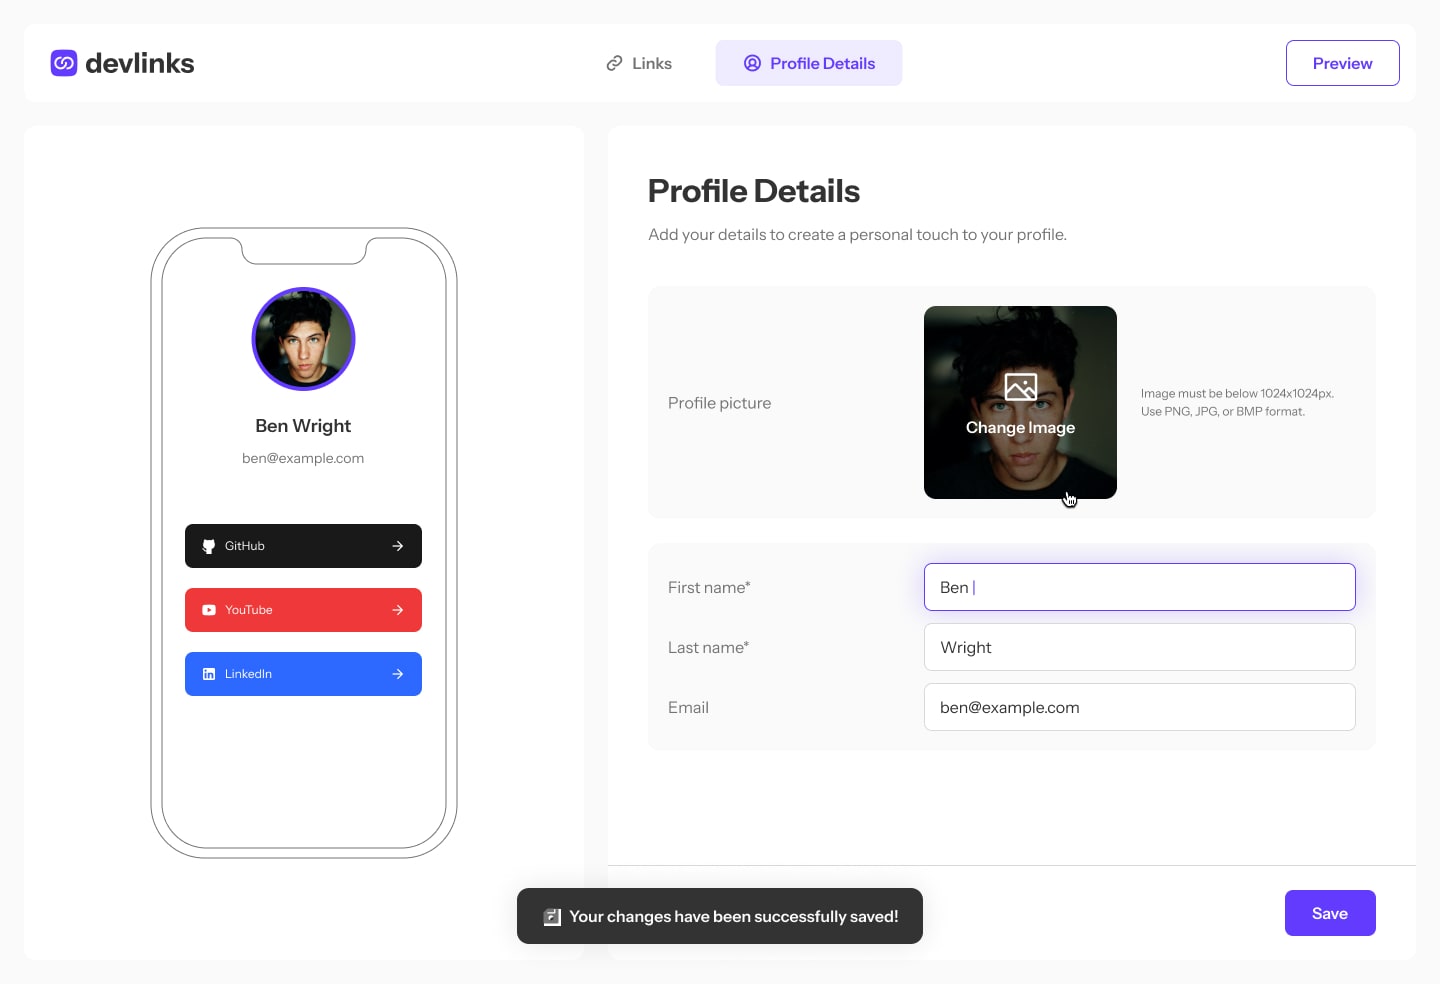 devlinks
Links
Profile Details
Preview
Ben Wright
ben@example.com
GitHub
YouTube
LinkedIn
Profile Details
Add your details to create a personal touch to your profile.
Profile picture
Change Image
Image must be below 1024x1024px.
Use PNG, JPG, or BMP format.
First name*
Ben
Last name*
Wright
Email
ben@example.com
Your changes have been successfully saved!
Save